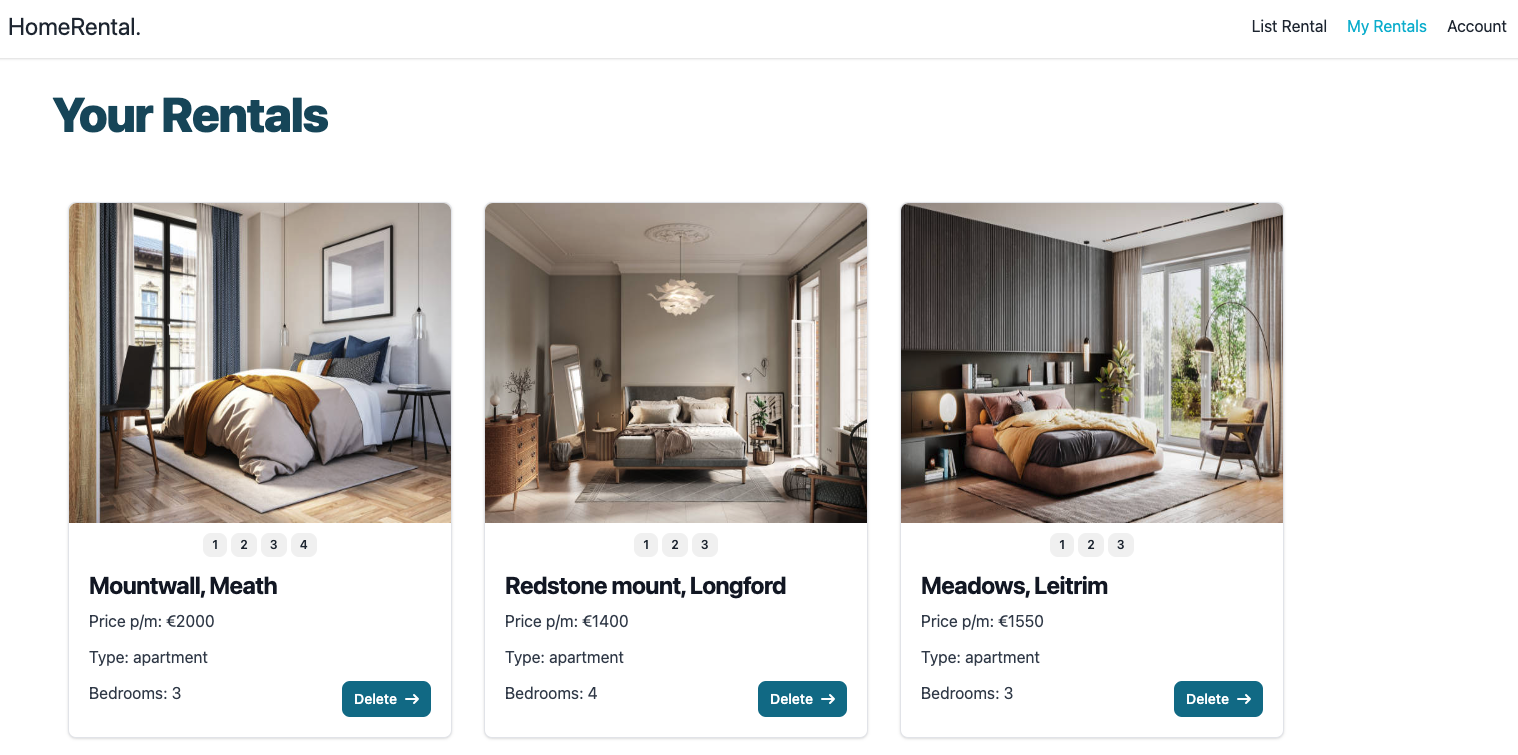 HomeRental.
List Rental My Rentals Account
Your Rentals
1 2 3 4
Mountwall, Meath
Price p/m: €2000
Type: apartment
Bedrooms: 3
Delete →
1 2 3
Redstone mount, Longford
Price p/m: €1400
Type: apartment
Bedrooms: 4
Delete →
1 2 3
Meadows, Leitrim
Price p/m: €1550
Type: apartment
Bedrooms: 3
Delete →